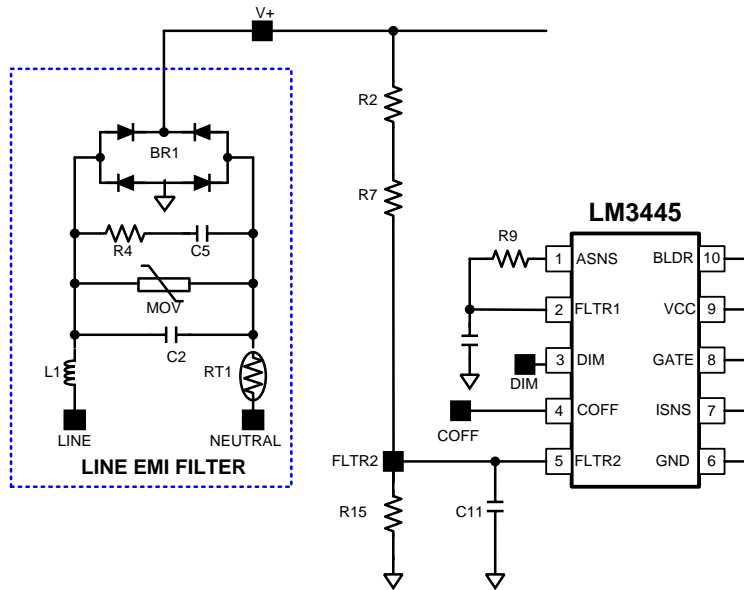 V+
BR1
R4
C5
MOV
C2
L1
RT1
LINE
NEUTRAL
LINE EMI FILTER
R2
R7
FLTR2
R15
C11
R9
DIM
COFF
LM3445
1 ASNS BLDR 10
2 FLTR1 VCC 9
3 DIM GATE 8
4 COFF ISNS 7
5 FLTR2 GND 6